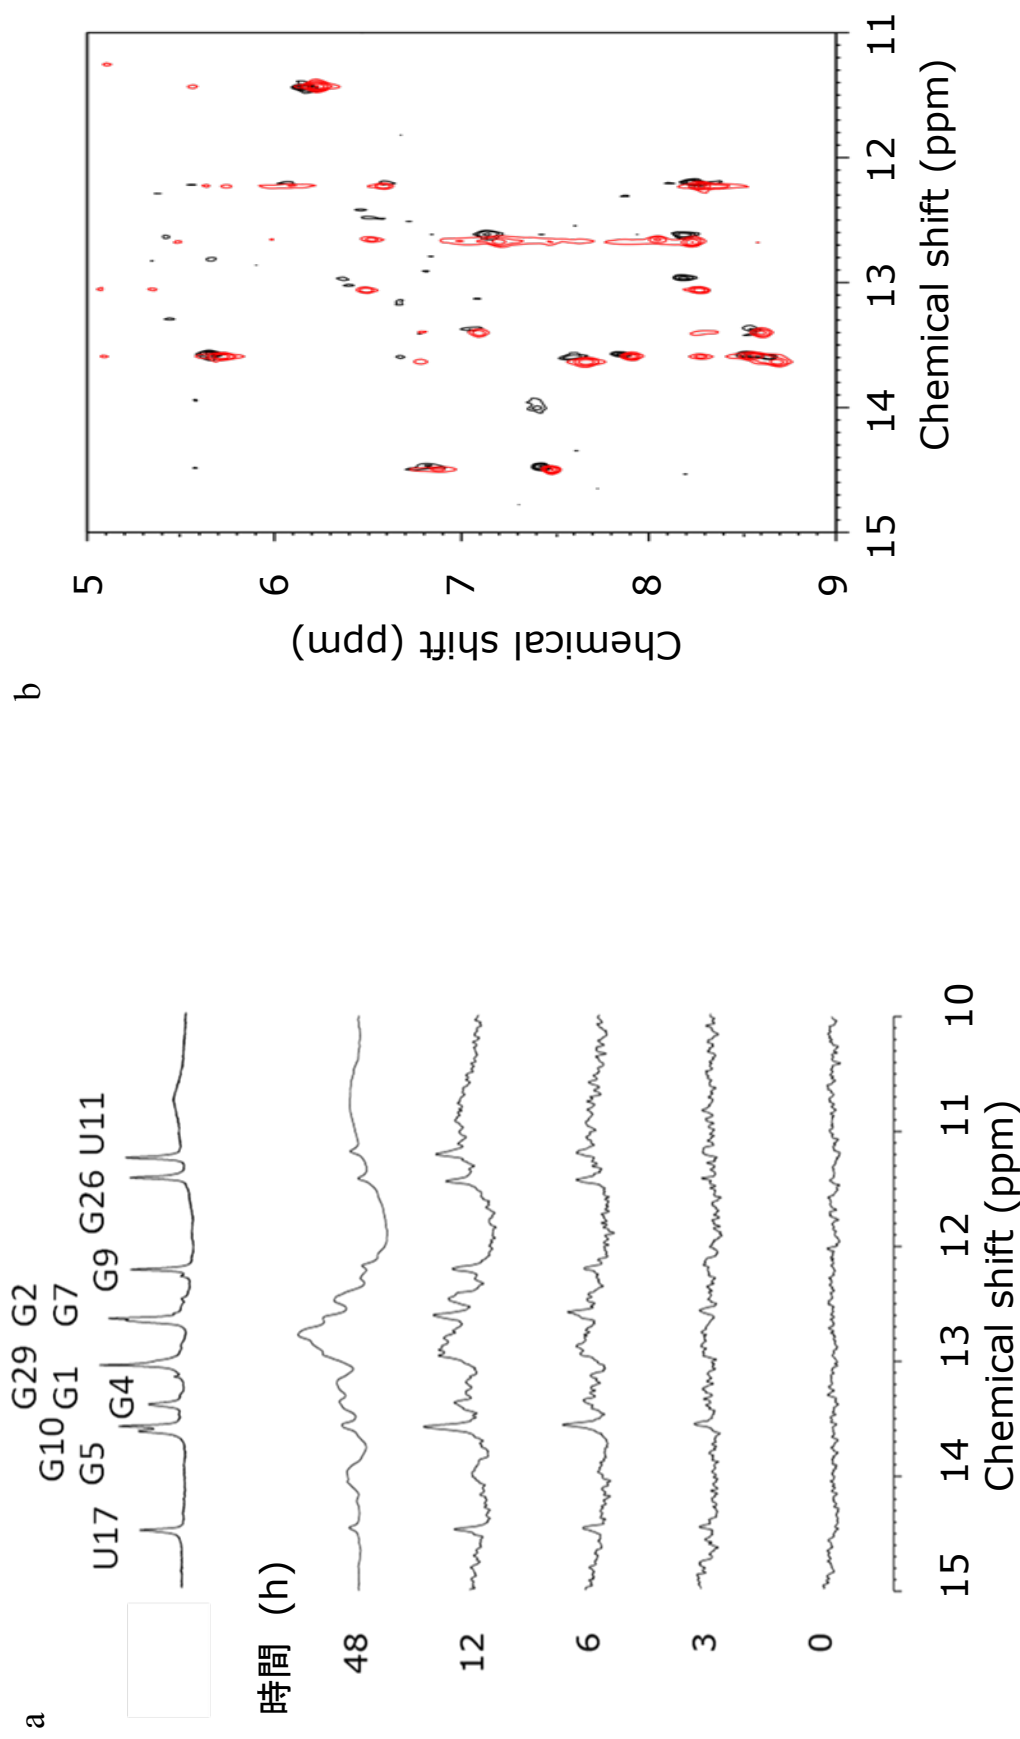 a
G29 G2
G10 G1 G7
U17 G5 G4 G9 G26 U11
時間 (h)
48
12
6
3
0
15 14 13 12 11 10
Chemical shift (ppm)
b
5
6
7
8
9
Chemical shift (ppm)
15 14 13 12 11
Chemical shift (ppm)